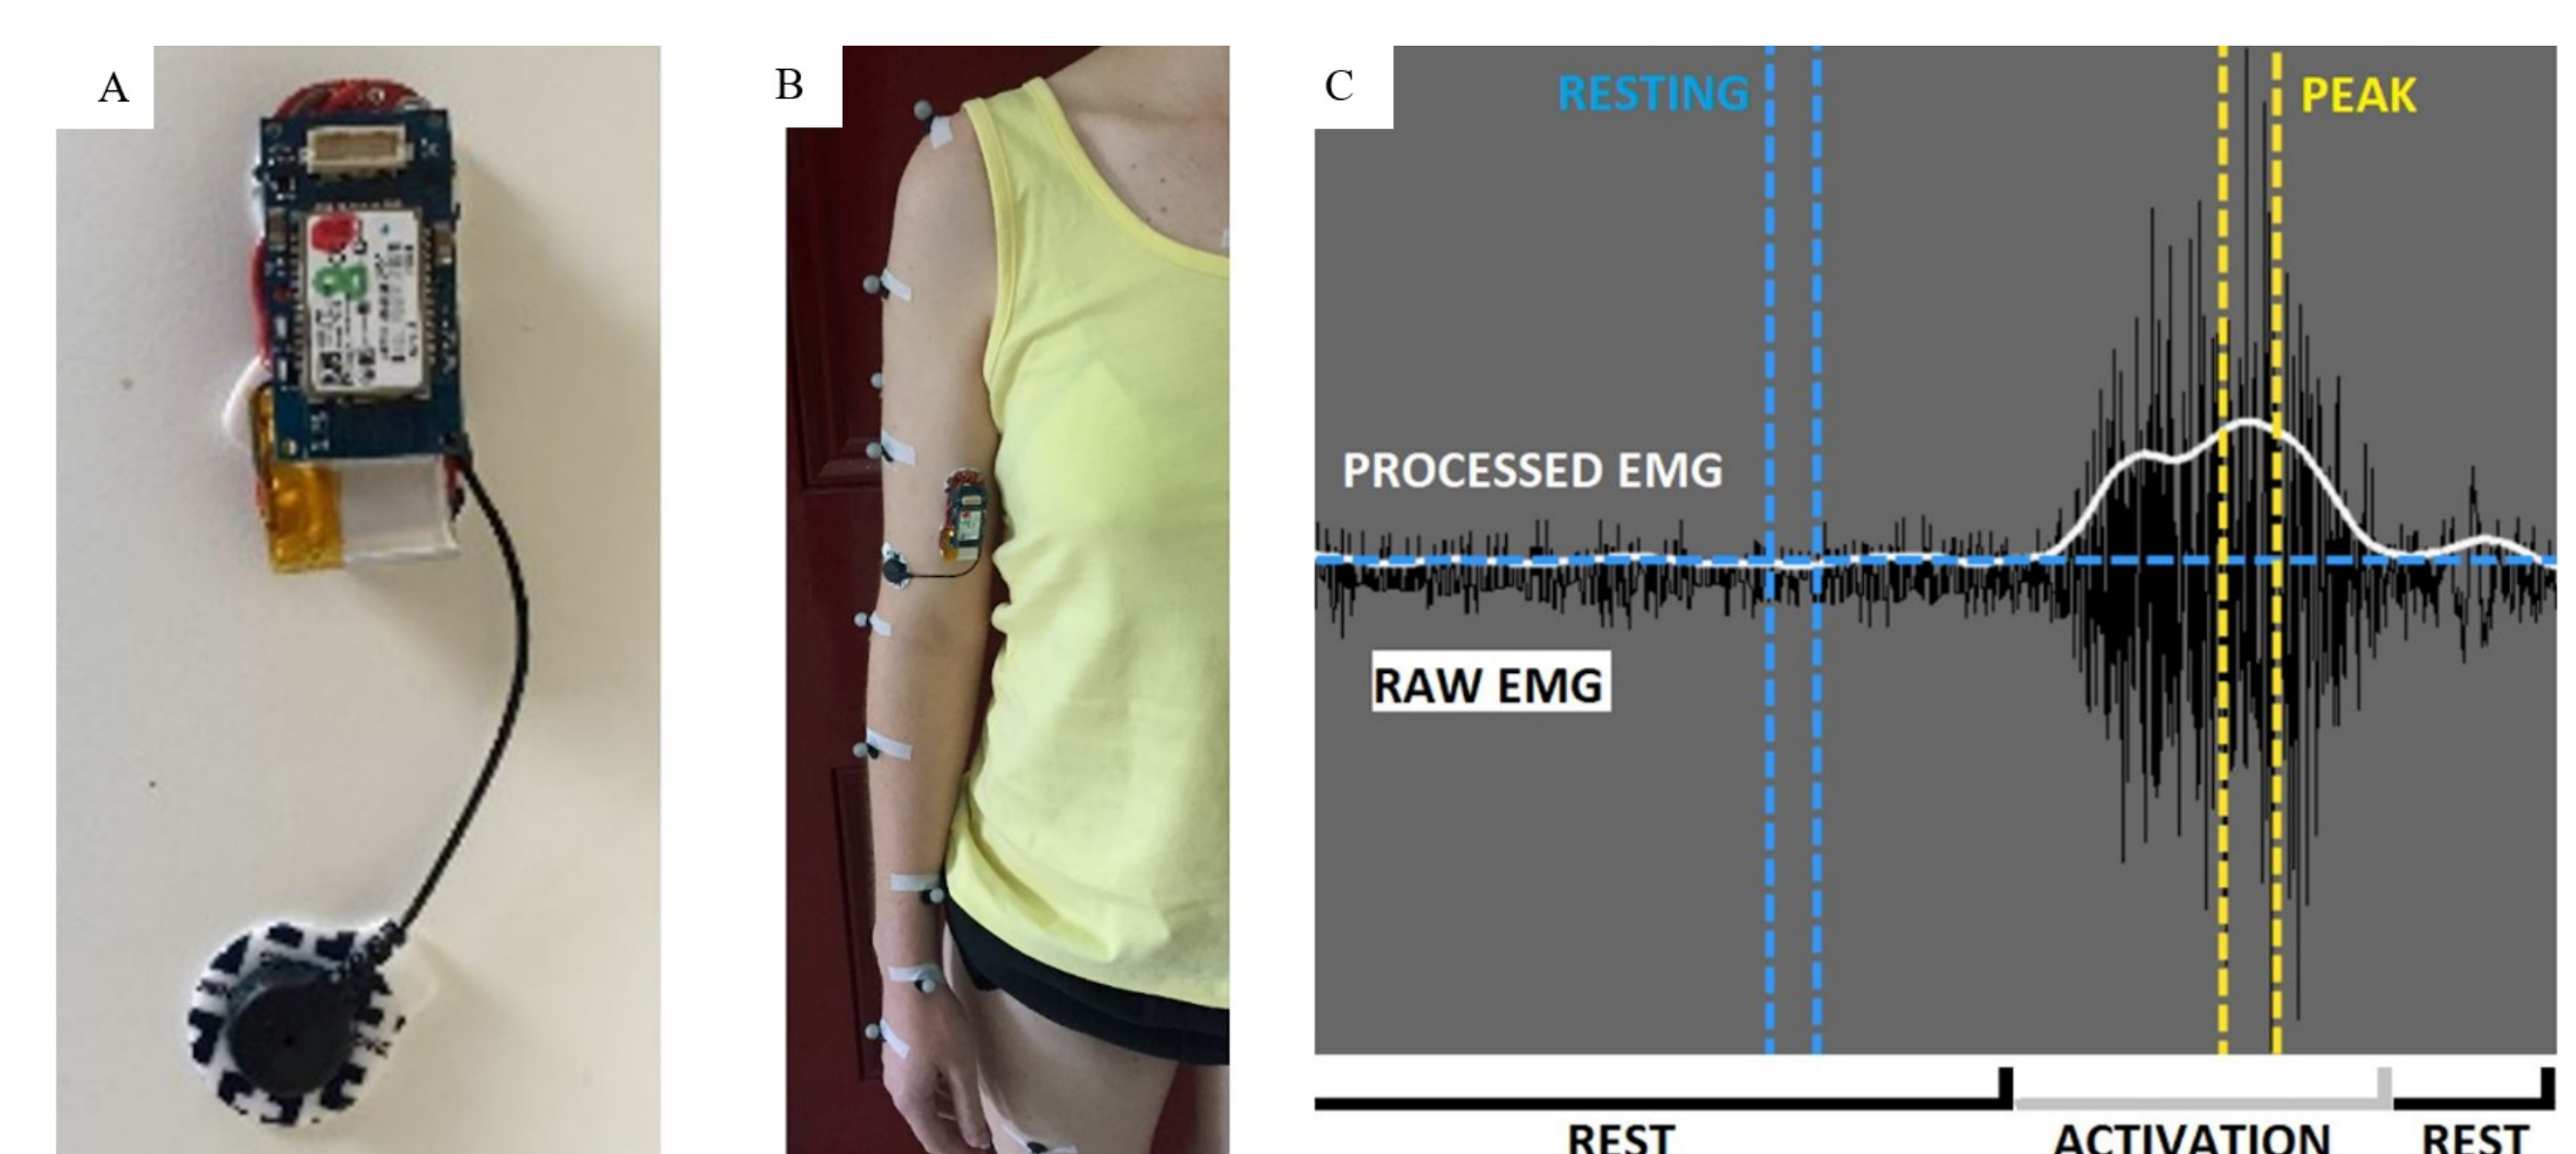 A
B
C
RESTING
PEAK
PROCESSED EMG
RAW EMG
REST
ACTIVATION
REST